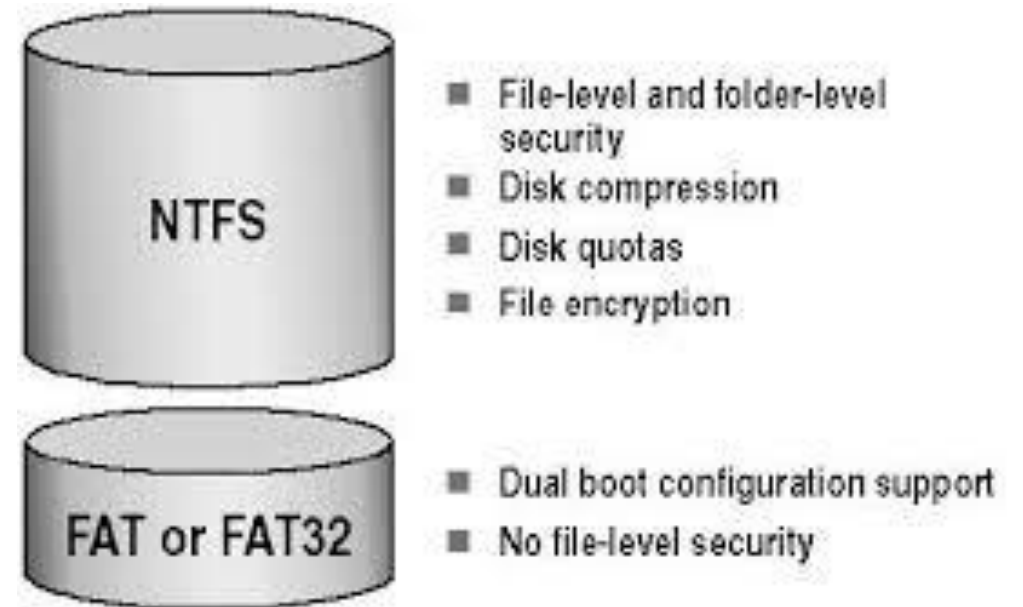 NTFS
■ File-level and folder-level
security
■ Disk compression
■ Disk quotas
■ File encryption
FAT or FAT32
■ Dual boot configuration support
■ No file-level security